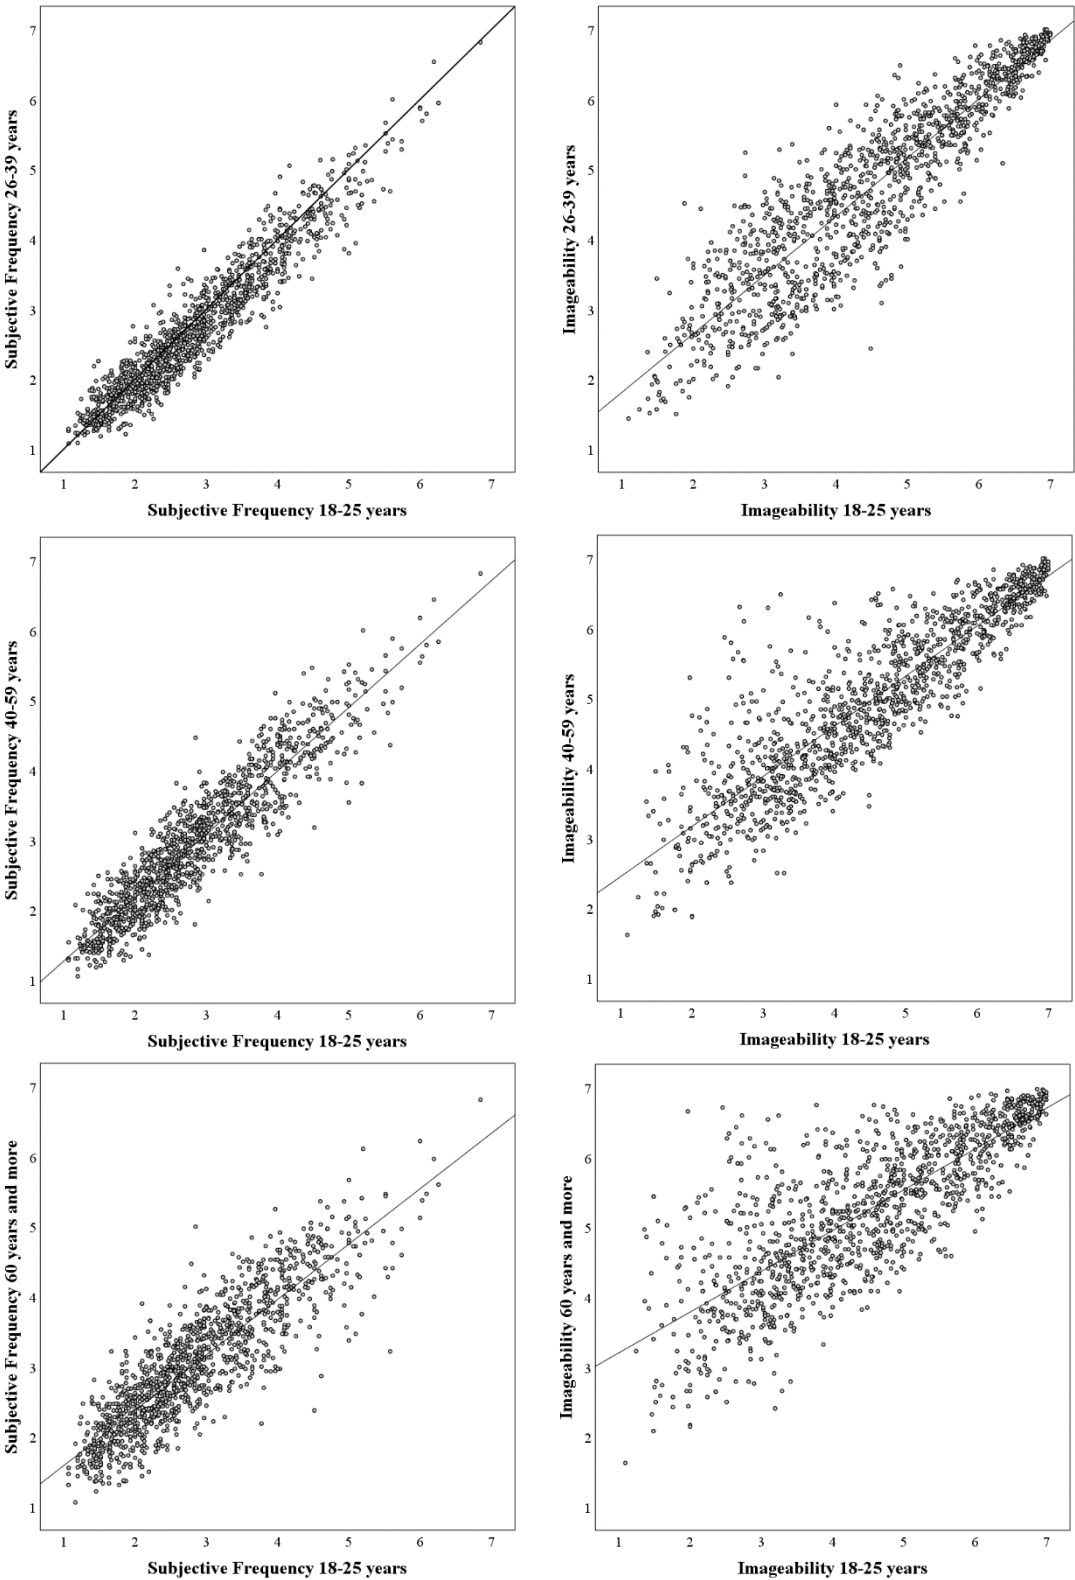 7
6
5
4
3
2
1
Subjective Frequency 26-39 years
1 2 3 4 5 6 7
Subjective Frequency 18-25 years
7
6
5
4
3
2
1
Imageability 26-39 years
1 2 3 4 5 6 7
Imageability 18-25 years
7
6
5
4
3
2
1
Subjective Frequency 40-59 years
1 2 3 4 5 6 7
Subjective Frequency 18-25 years
7
6
5
4
3
2
1
Imageability 40-59 years
1 2 3 4 5 6 7
Imageability 18-25 years
7
6
5
4
3
2
1
Subjective Frequency 60 years and more
1 2 3 4 5 6 7
Subjective Frequency 18-25 years
7
6
5
4
3
2
1
Imageability 60 years and more
1 2 3 4 5 6 7
Imageability 18-25 years